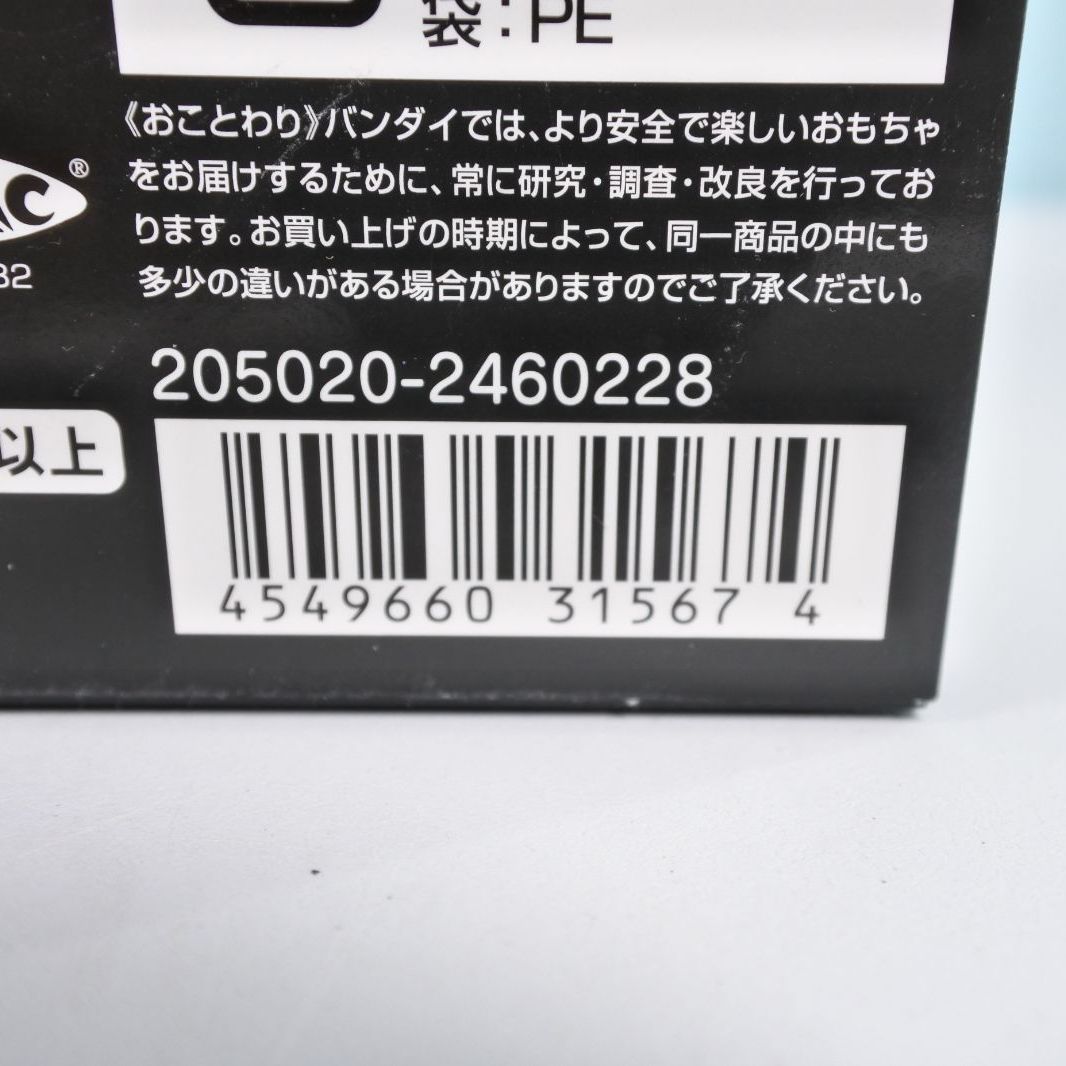 袋:PE
《おことわり》バンダイでは、より安全で楽しいおもちゃ
をお届けするために、常に研究・調査・改良を行ってお
ります。お買い上げの時期によって、同一商品の中にも
多少の違いがある場合がありますのでご了承ください。
®
32
205020-2460228
以上
4549660 31567 4